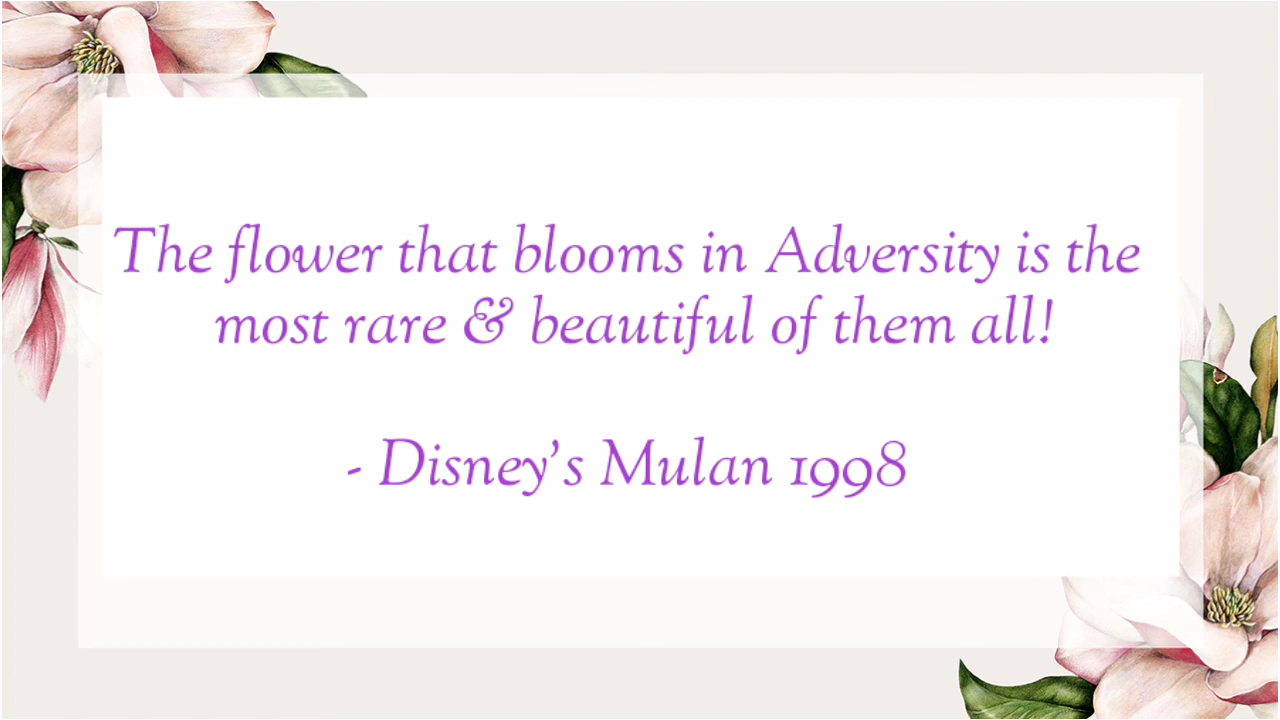 The flower that blooms in Adversity is the
most rare & beautiful of them all!
- Disney's Mulan 1998